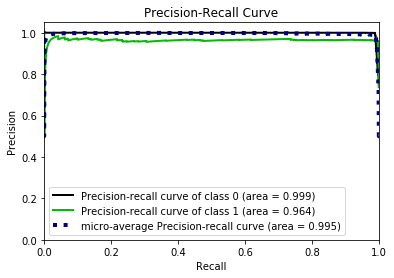 Precision-Recall Curve
1.0
0.8
0.6
0.4
0.2
0.0
Precision
Precision-recall curve of class 0 (area = 0.999)
Precision-recall curve of class 1 (area = 0.964)
micro-average Precision-recall curve (area = 0.995)
0.0 0.2 0.4 0.6 0.8 1.0
Recall